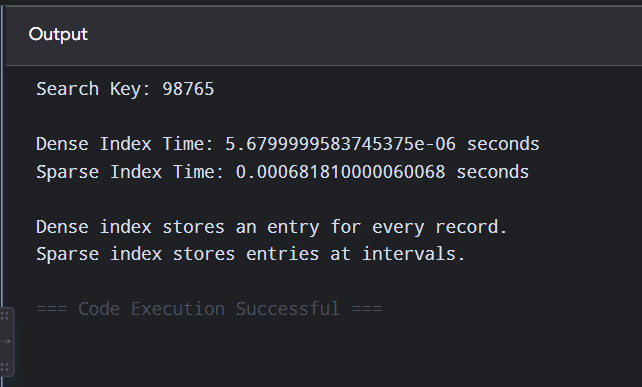 Output
Search Key: 98765
Dense Index Time: 5.6799999583745375e-06 seconds
Sparse Index Time: 0.000681810000060068 seconds
Dense index stores an entry for every record.
Sparse index stores entries at intervals.
=== Code Execution Successful ===